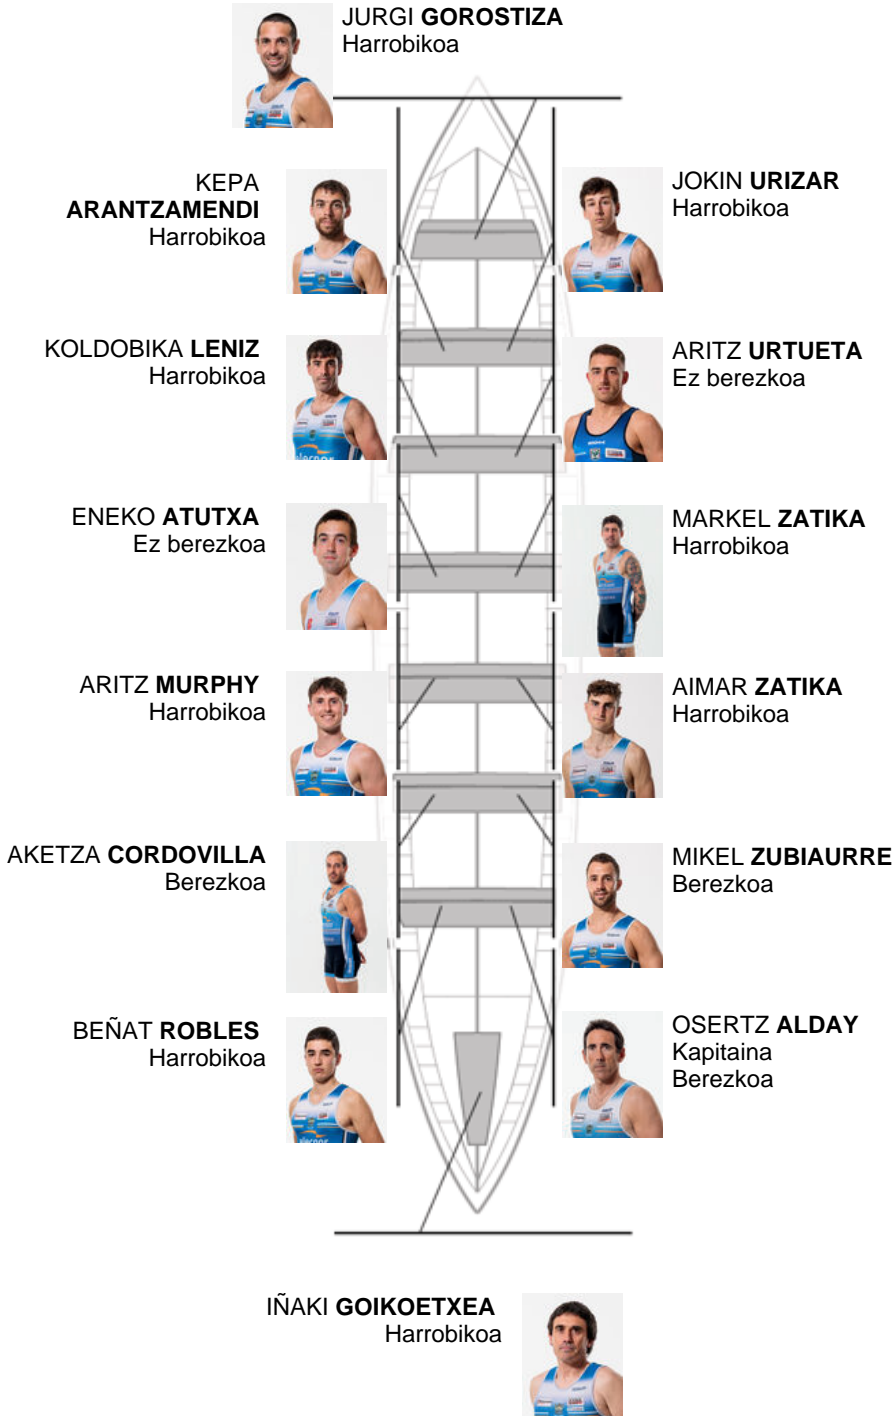 JURGI GOROSTIZA
Harrobikoa
KEPA
ARANTZAMENDI
Harrobikoa
JOKIN URIZAR
Harrobikoa
KOLDOBIKA LENIZ
Harrobikoa
ARITZ URTUETA
Ez berezkoa
ENEKO ATUTXA
Ez berezkoa
MARKEL ZATIKA
Harrobikoa
ARITZ MURPHY
Harrobikoa
AIMAR ZATIKA
Harrobikoa
AKETZA CORDOVILLA
Berezkoa
MIKEL ZUBIAURRE
Berezkoa
BEÑAT ROBLES
Harrobikoa
OSERTZ ALDAY
Kapitaina
Berezkoa
IÑAKI GOIKOETXEA
Harrobikoa